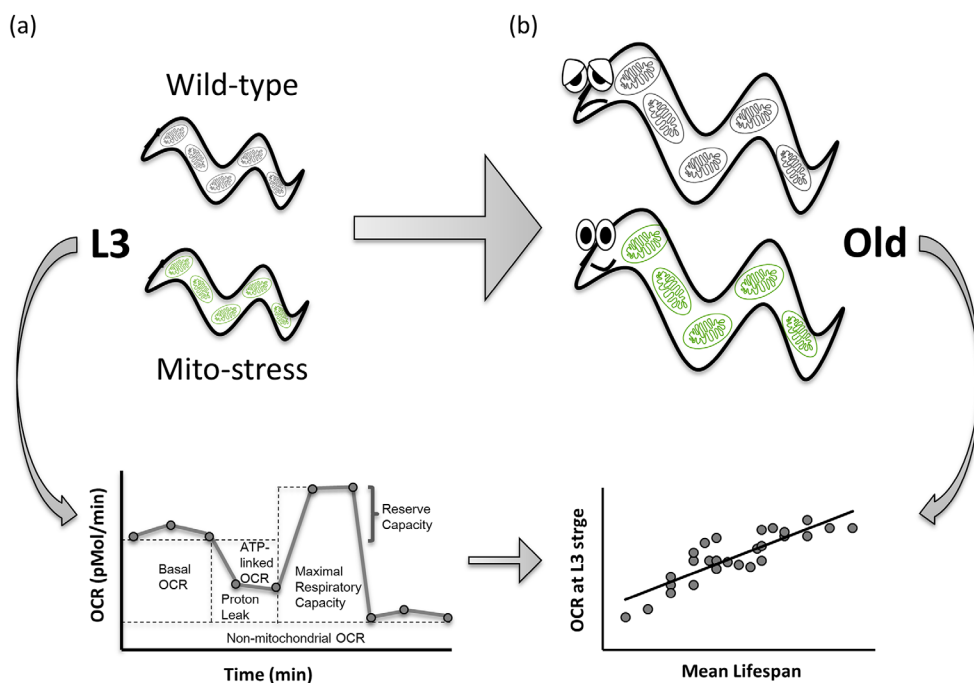 (a)
(b)
Wild-type
L3
Old
Mito-stress
OCR (pMol/min)
Reserve
Capacity
ATP-
linked
OCR
Basal
OCR
Maximal
Respiratory
Capacity
Proton
Leak
Non-mitochondrial OCR
Time (min)
OCR at L3 strge
Mean Lifespan